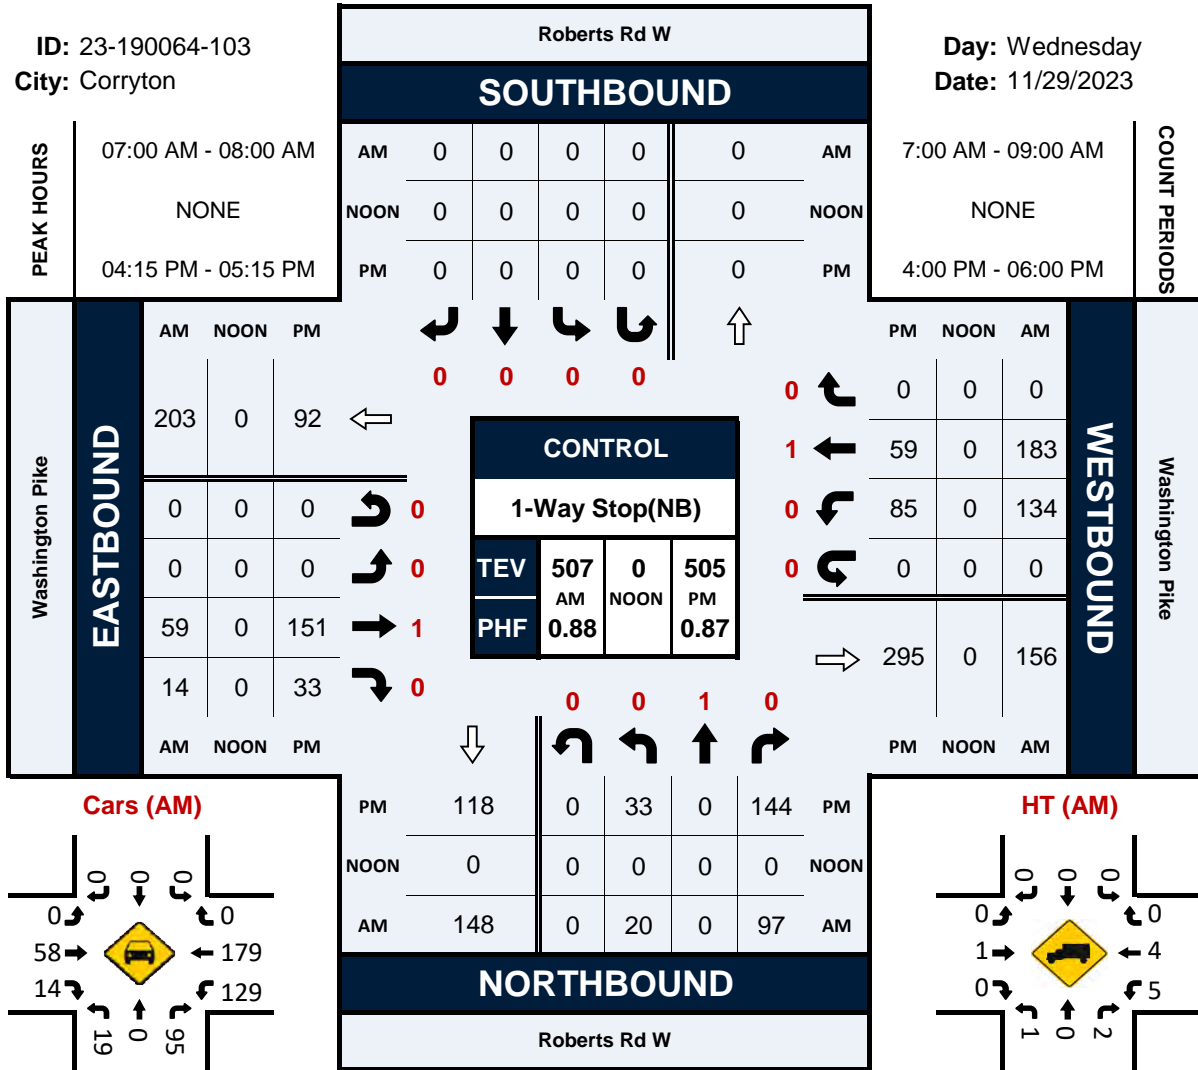 ID: 23-190064-103
City: Corryton
Roberts Rd W
Day: Wednesday
Date: 11/29/2023
SOUTHBOUND
PEAK HOURS
07:00 AM - 08:00 AM
NONE
04:15 PM - 05:15 PM
AM 0 0 0 0 0 AM
NOON 0 0 0 0 0 NOON
PM 0 0 0 0 0 PM
7:00 AM - 09:00 AM
NONE
4:00 PM - 06:00 PM
COUNT PERIODS
0 0 0 0
Washington Pike
EASTBOUND
AM NOON PM
203 0 92
0 0 0 0
0 0 0 0
59 0 151 1
14 0 33 0
AM NOON PM
CONTROL
1-Way Stop(NB)
TEV 507 0 505
AM NOON PM
PHF 0.88 0.87
PM NOON AM
0 0 0 0
1 59 0 183
0 85 0 134
0 0 0 0
295 0 156
PM NOON AM
WESTBOUND
Washington Pike
0 0 1 0
PM 118 0 33 0 144 PM
NOON 0 0 0 0 0 NOON
AM 148 0 20 0 97 AM
NORTHBOUND
Roberts Rd W
Cars (AM)
0 0 0
0 0
58 179
14 129
19 0 95
HT (AM)
0 0 0
0 0
1 4
0 5
1 0 2